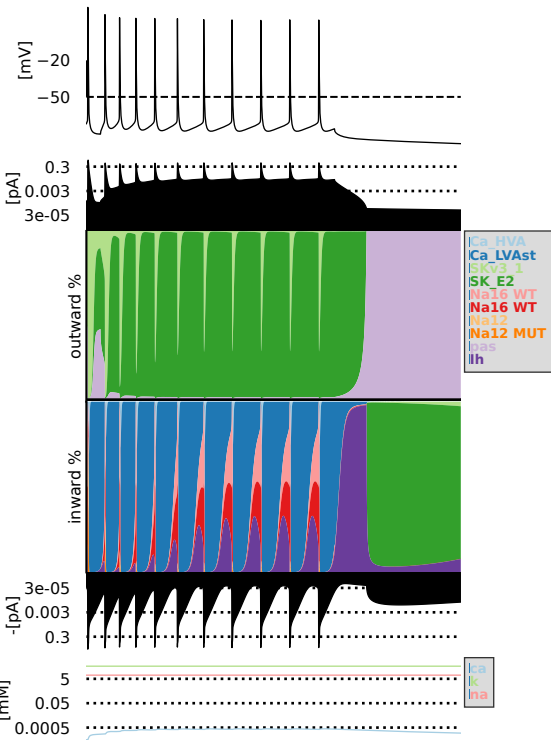 [mV]
−20
−50
[pA]
0.3
0.003
3e-05
outward %
Ca_HVA
Ca_LVAst
SKv3_1
SK_E2
Na16 WT
Na16 WT
Na12
Na12 MUT
pas
Ih
inward %
-[pA]
3e-05
0.003
0.3
[mM]
5
0.05
0.0005
ca
k
na